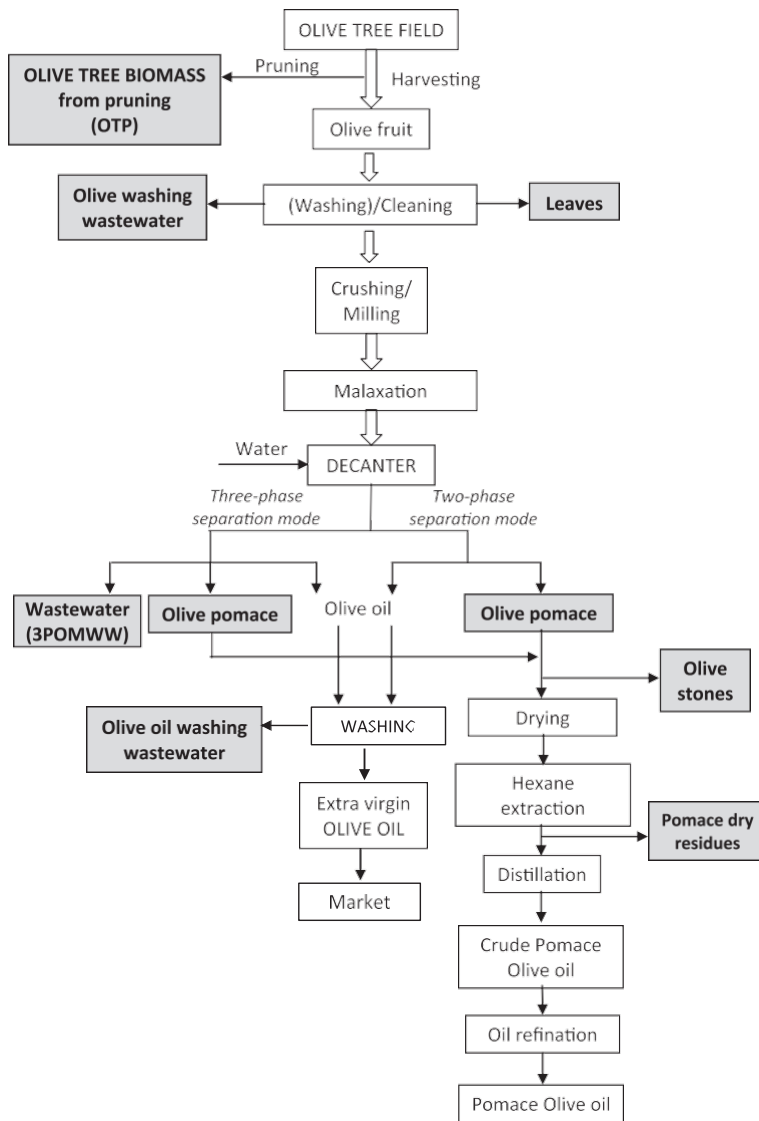 OLIVE TREE FIELD
Pruning
OLIVE TREE BIOMASS
from pruning
(OTP)
Harvesting
Olive fruit
Olive washing
wastewater
(Washing)/Cleaning
Leaves
Crushing/
Milling
Malaxation
Water
DECANTER
Three-phase
separation mode
Two-phase
separation mode
Wastewater
(3POMWW)
Olive pomace
Olive oil
Olive pomace
Olive
stones
Olive oil washing
wastewater
WASHING
Drying
Extra virgin
OLIVE OIL
Hexane
extraction
Pomace dry
residues
Market
Distillation
Crude Pomace
Olive oil
Oil refination
Pomace Olive oil